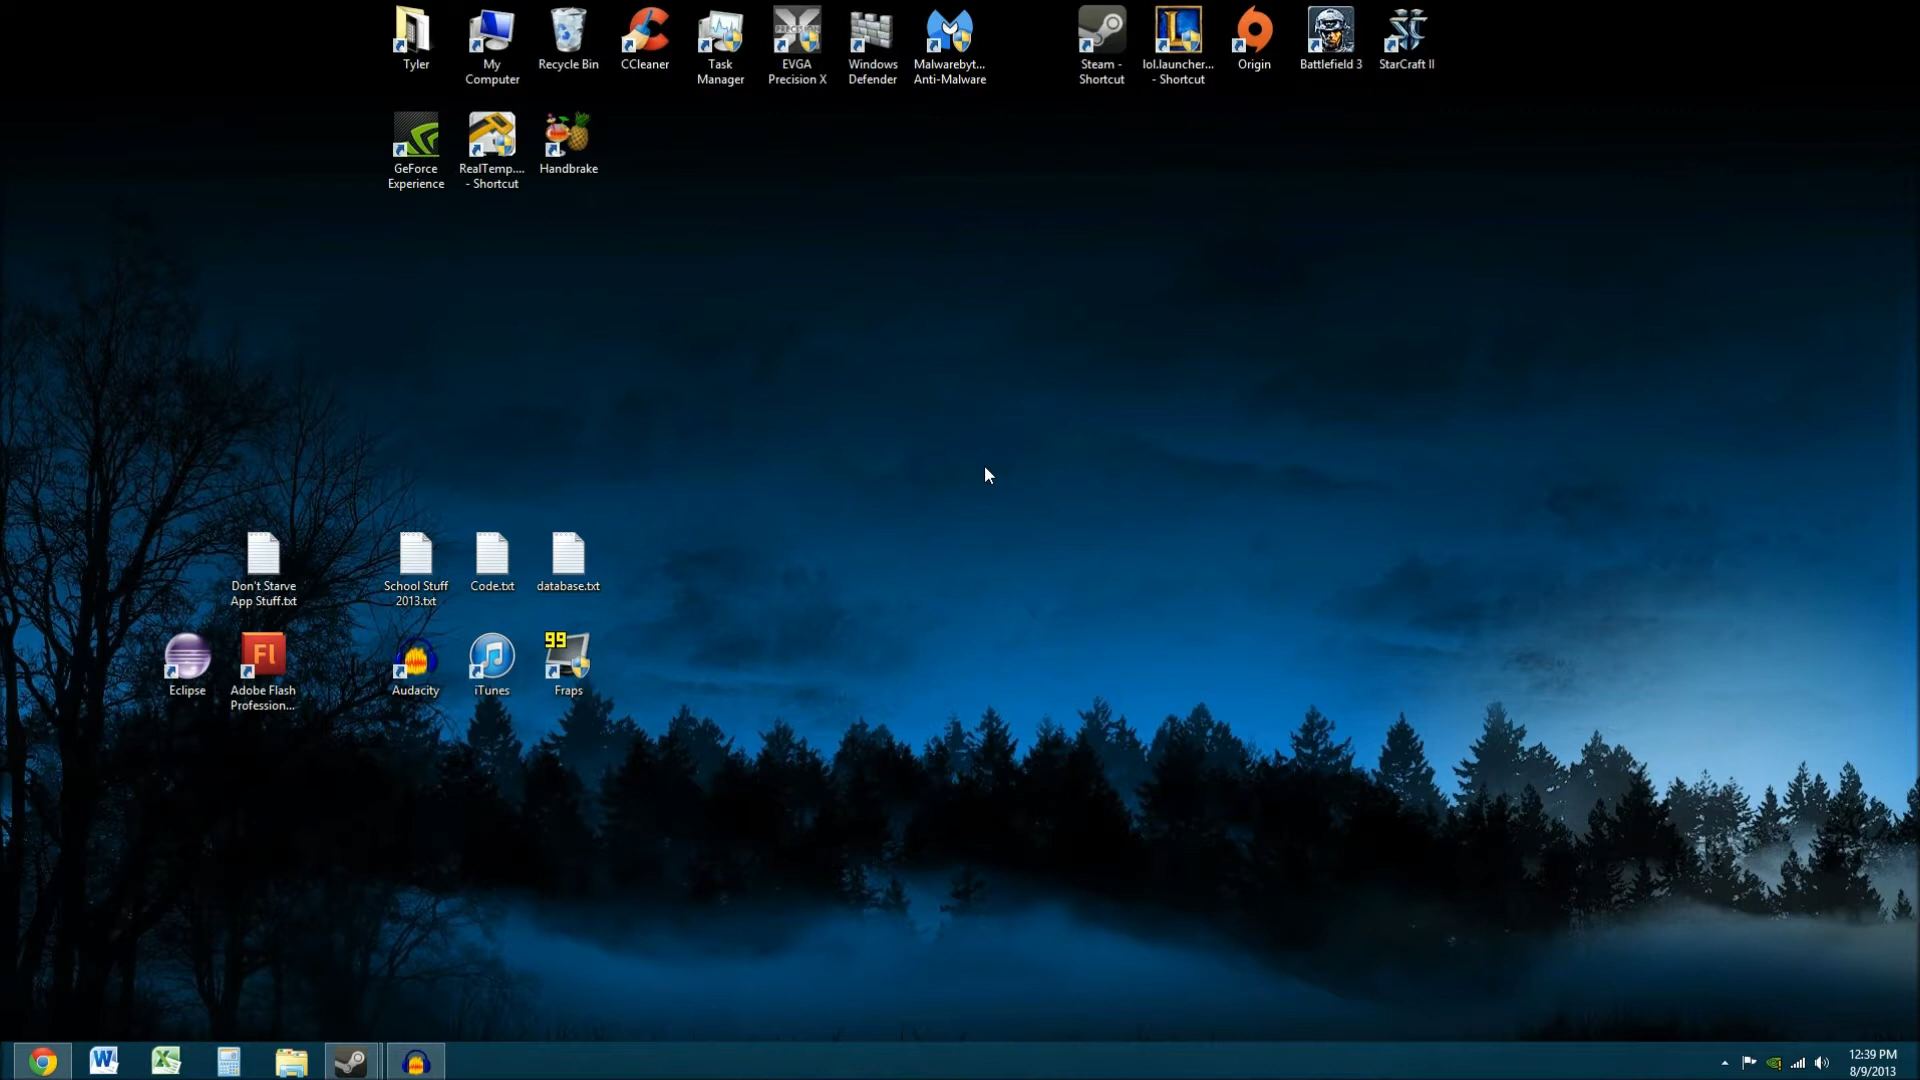 Tyler
My
Computer
Recycle Bin
CCleaner
Task
Manager
EVGA
Precision X
Windows
Defender
Malwarebyt...
Anti-Malware
Steam -
Shortcut
lol.launcher...
- Shortcut
Origin
Battlefield 3
StarCraft II
GeForce
Experience
RealTemp....
- Shortcut
Handbrake
Don't Starve
App Stuff.txt
School Stuff
2013.txt
Code.txt
database.txt
99
Fl
Eclipse
Adobe Flash
Profession...
Audacity
iTunes
Fraps
12:39 PM
8/9/2013